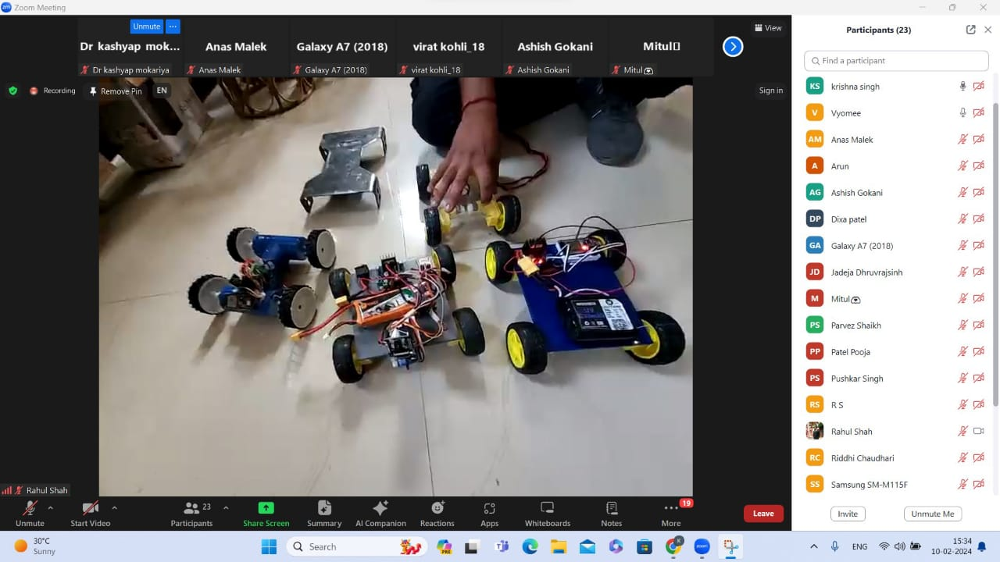 Zoom Meeting
Unmute ...
Dr kashyap mok...
Anas Malek
Galaxy A7 (2018)
virat kohli_18
Ashish Gokani
Mitul
Dr kashyap mokariya
Anas Malek
Galaxy A7 (2018)
virat kohli_18
Ashish Gokani
Mitul
View
Recording
Remove Pin
EN
Sign in
Rahul Shah
Participants (23)
Find a participant
KS krishna singh
V Vyomee
AM Anas Malek
A Arun
AG Ashish Gokani
DP Dixa patel
GA Galaxy A7 (2018)
JD Jadeja Dhruvrajsinh
M Mitul
PS Parvez Shaikh
PP Patel Pooja
PS Pushkar Singh
RS R S
Rahul Shah
RC Riddhi Chaudhari
SS Samsung SM-M115F
Invite
Unmute Me
Unmute
Start Video
23
Participants
Share Screen
Summary
AI Companion
Reactions
Apps
Whiteboards
Notes
19
More
Leave
30°C
Sunny
Search
PRE
K
zoom
ENG
15:34
10-02-2024